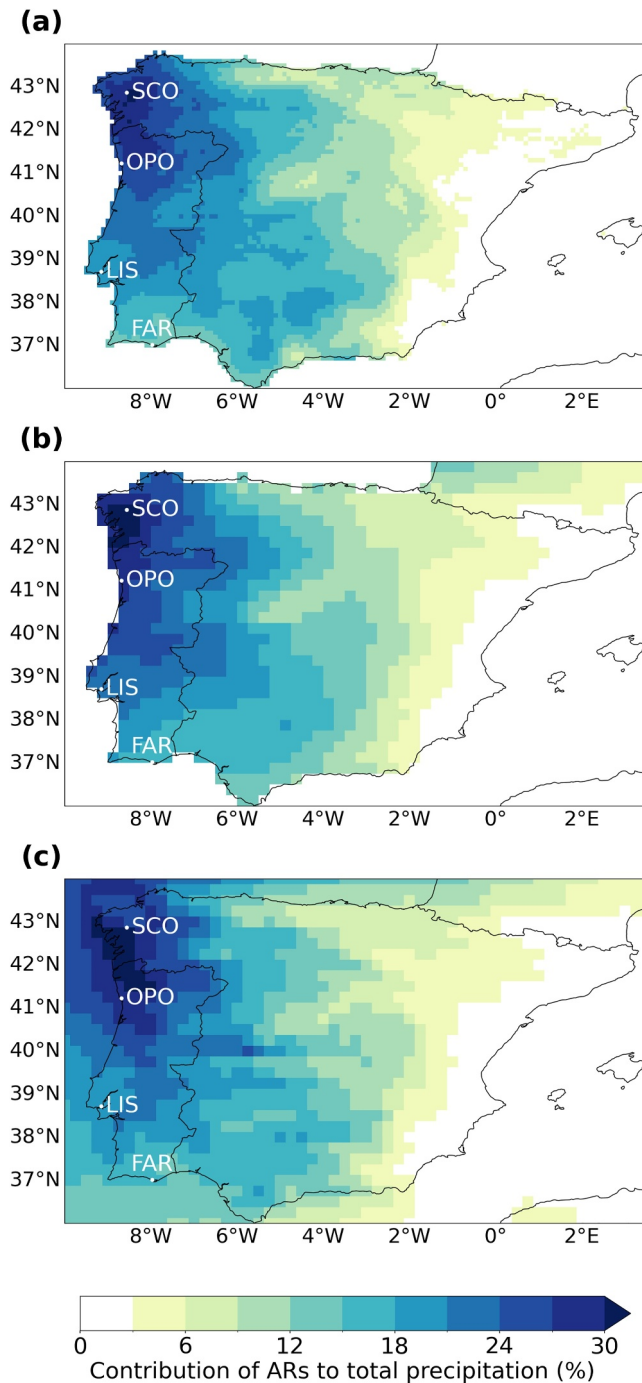 (a)
43°N
SCO
42°N
41°N
OPO
40°N
39°N
LIS
38°N
37°N
FAR
8°W 6°W 4°W 2°W 0° 2°E
(b)
43°N
SCO
42°N
41°N
OPO
40°N
39°N
LIS
38°N
37°N
FAR
8°W 6°W 4°W 2°W 0° 2°E
(c)
43°N
SCO
42°N
41°N
OPO
40°N
39°N
LIS
38°N
37°N
FAR
8°W 6°W 4°W 2°W 0° 2°E
0 6 12 18 24 30
Contribution of ARs to total precipitation (%)